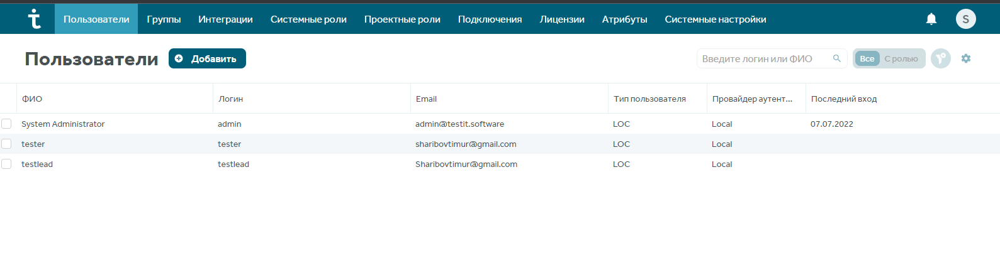 Пользователи Группы Интеграции Системные роли Проектные роли Подключения Лицензии Атрибуты Системные настройки S
Пользователи Добавить Введите логин или ФИО Все С ролью
ФИО Логин Email Тип пользователя Провайдер аутент... Последний вход
System Administrator admin admin@testit.software LOC Local 07.07.2022
tester tester sharibovtimur@gmail.com LOC Local
testlead testlead Sharibovtimur@gmail.com LOC Local